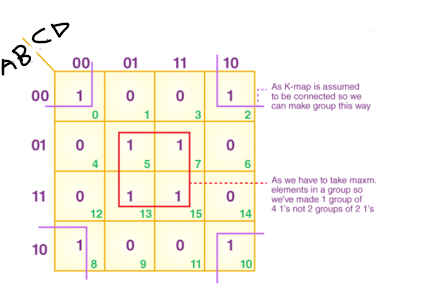 AB CD
00 01 11 10
00 1 0 0 1
0 1 3 2
01 0 1 1 0
4 5 7 6
11 0 1 1 0
12 13 15 14
10 1 0 0 1
8 9 11 10
As K-map is assumed
to be connected so we
can make group this way
As we have to take maxm.
elements in a group so
we've made 1 group of
4 1's not 2 groups of 2 1's